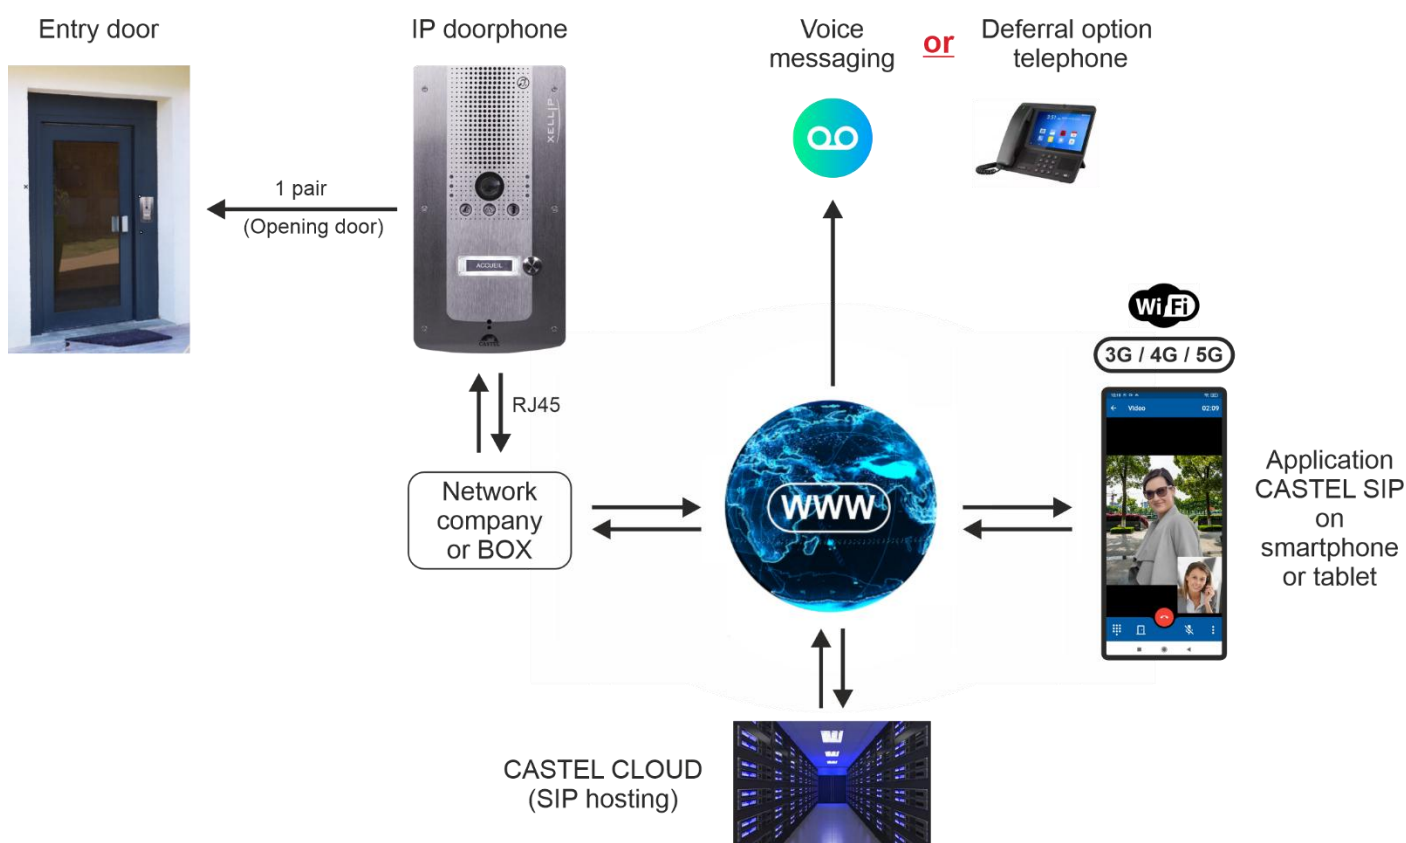 Entry door
IP doorphone
Voice
messaging
or
Deferral option
telephone
XELLIP
1 pair
(Opening door)
ACCUEIL
CASTEL
RJ45
WiFi
3G / 4G / 5G
Video
02:09
Network
company
or BOX
WWW
Application
CASTEL SIP
on
smartphone
or tablet
CASTEL CLOUD
(SIP hosting)